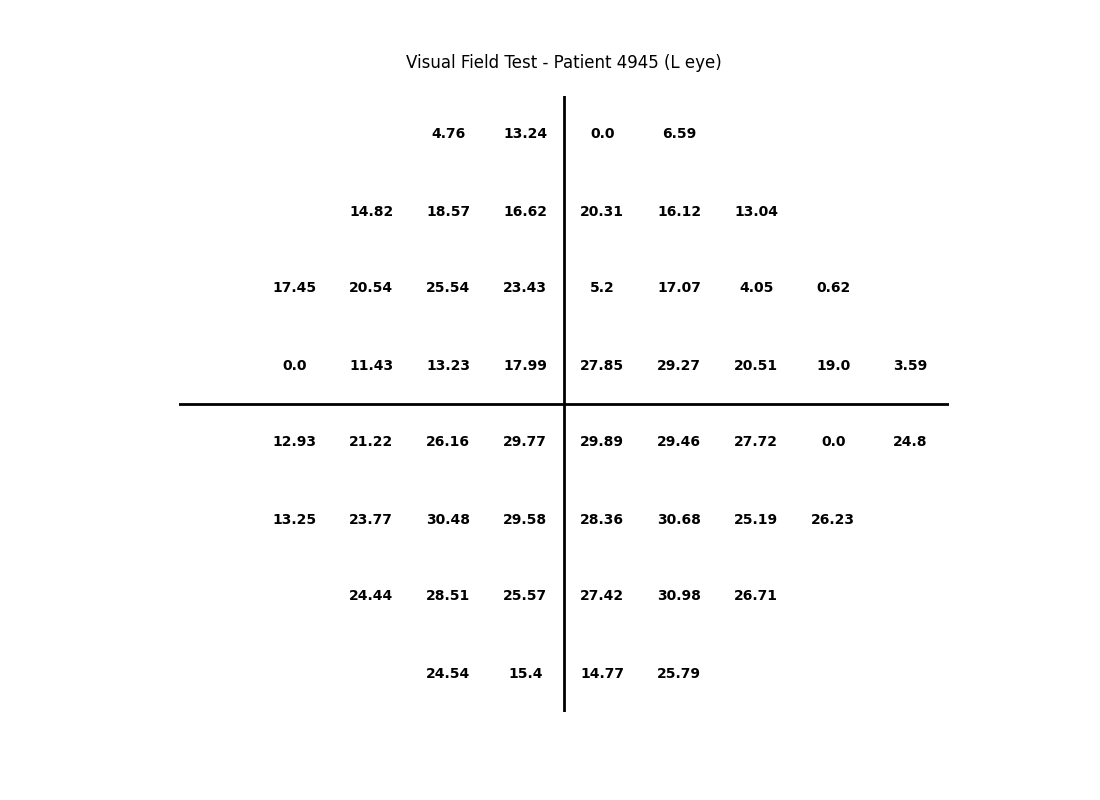 Visual Field Test - Patient 4945 (L eye)
4.76 13.24 0.0 6.59
14.82 18.57 16.62 20.31 16.12 13.04
17.45 20.54 25.54 23.43 5.2 17.07 4.05 0.62
0.0 11.43 13.23 17.99 27.85 29.27 20.51 19.0 3.59
12.93 21.22 26.16 29.77 29.89 29.46 27.72 0.0 24.8
13.25 23.77 30.48 29.58 28.36 30.68 25.19 26.23
24.44 28.51 25.57 27.42 30.98 26.71
24.54 15.4 14.77 25.79